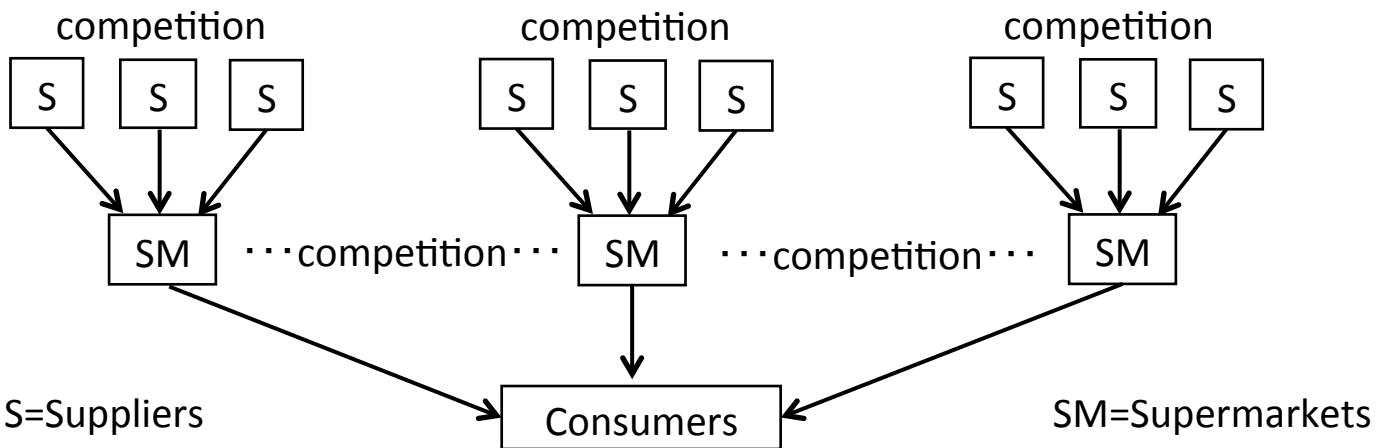 competition competition competition
S S S S S S S S S
SM ···competition··· SM ···competition··· SM
S=Suppliers Consumers SM=Supermarkets